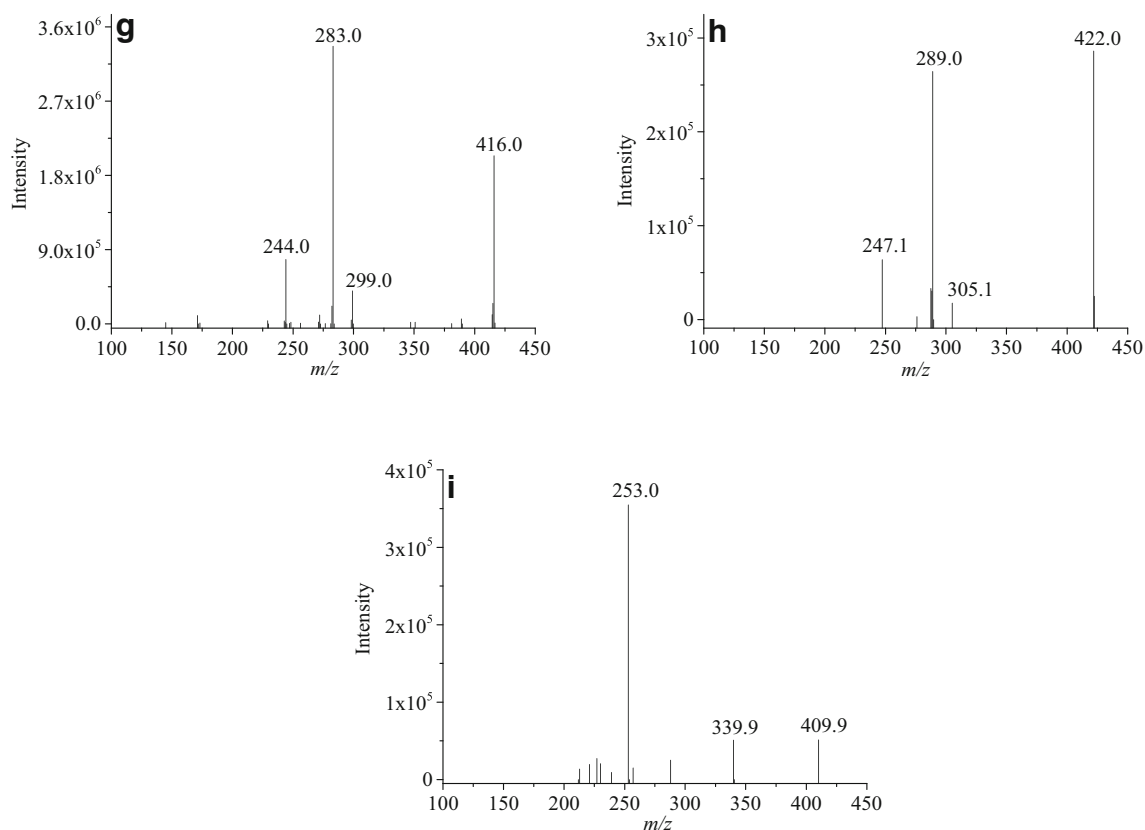 g
3.6x10⁶
2.7x10⁶
1.8x10⁶
9.0x10⁵
0.0
Intensity
283.0
416.0
244.0
299.0
100 150 200 250 300 350 400 450
m/z
h
3x10⁵
2x10⁵
1x10⁵
0
Intensity
422.0
289.0
247.1
305.1
100 150 200 250 300 350 400 450
m/z
i
4x10⁵
3x10⁵
2x10⁵
1x10⁵
0
Intensity
253.0
339.9
409.9
100 150 200 250 300 350 400 450
m/z